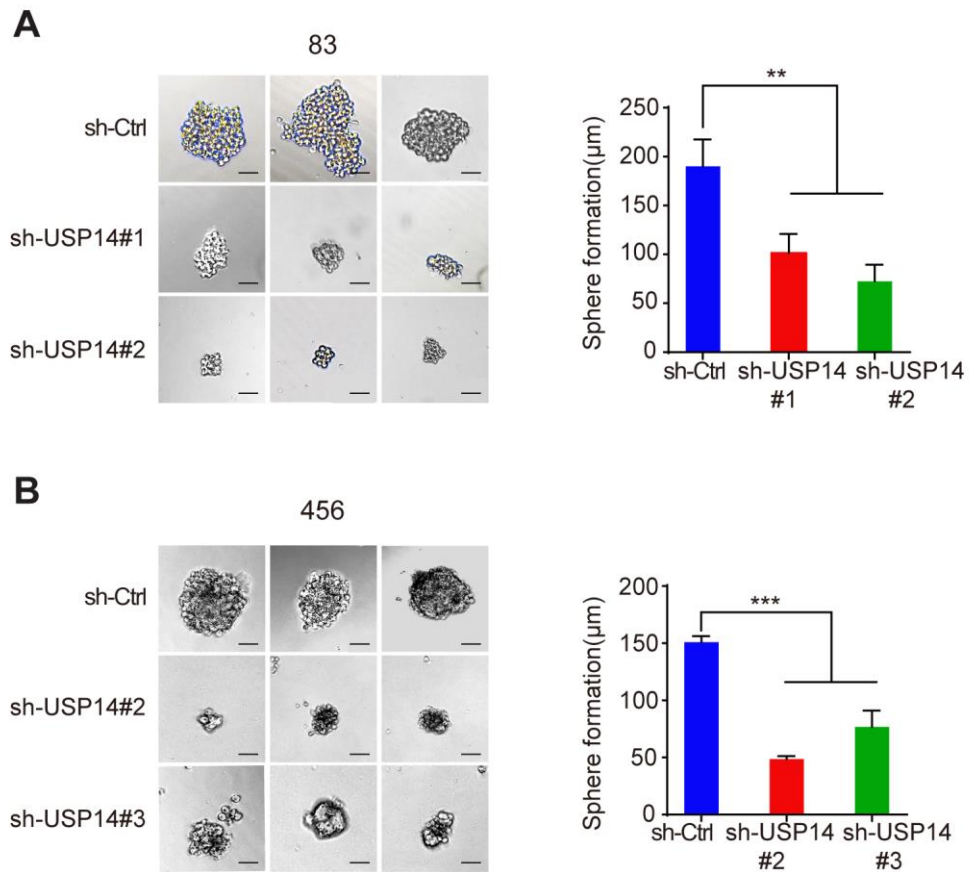 A
83
sh-Ctrl
sh-USP14#1
sh-USP14#2
**
Sphere formation(μm)
250
200
150
100
50
0
sh-Ctrl
sh-USP14
#1
sh-USP14
#2
B
456
sh-Ctrl
sh-USP14#2
sh-USP14#3
***
Sphere formation(μm)
200
150
100
50
0
sh-Ctrl
sh-USP14
#2
sh-USP14
#3